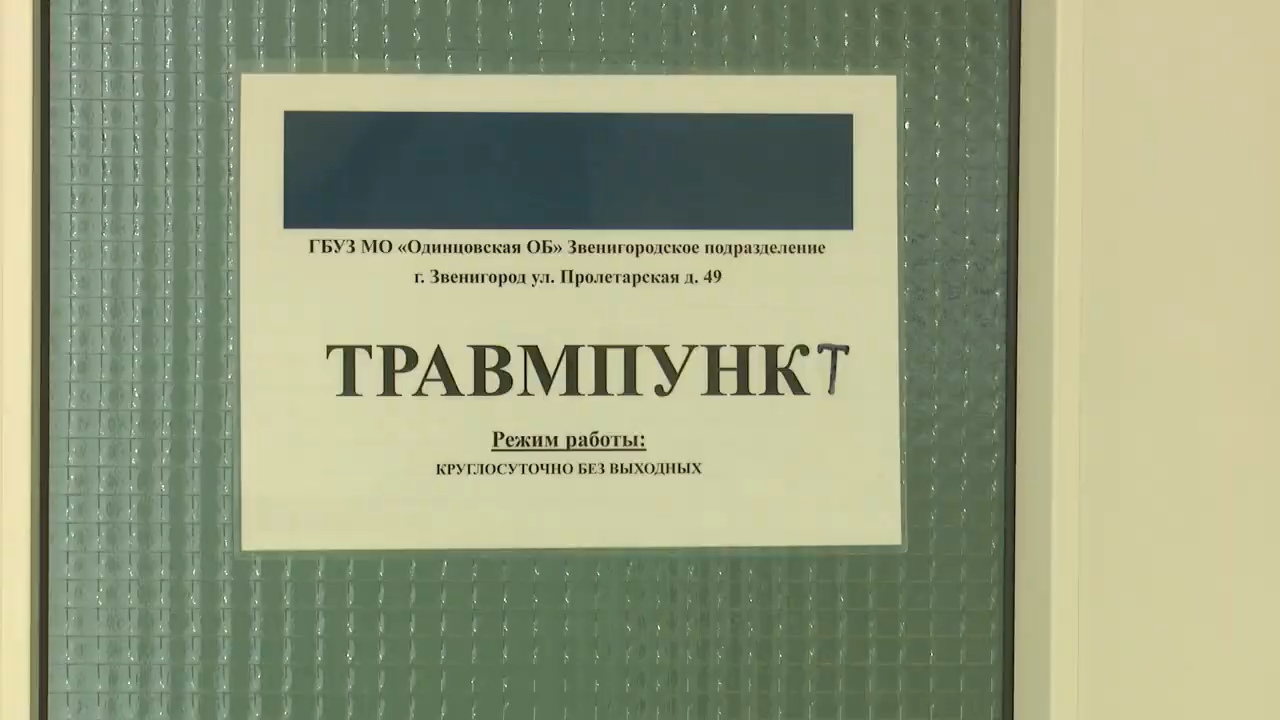 ГБУЗ МО «Одинцовская ОБ» Звенигородское подразделение
г. Звенигород ул. Пролетарская д. 49
ТРАВМПУНКТ
Режим работы:
КРУГЛОСУТОЧНО БЕЗ ВЫХОДНЫХ